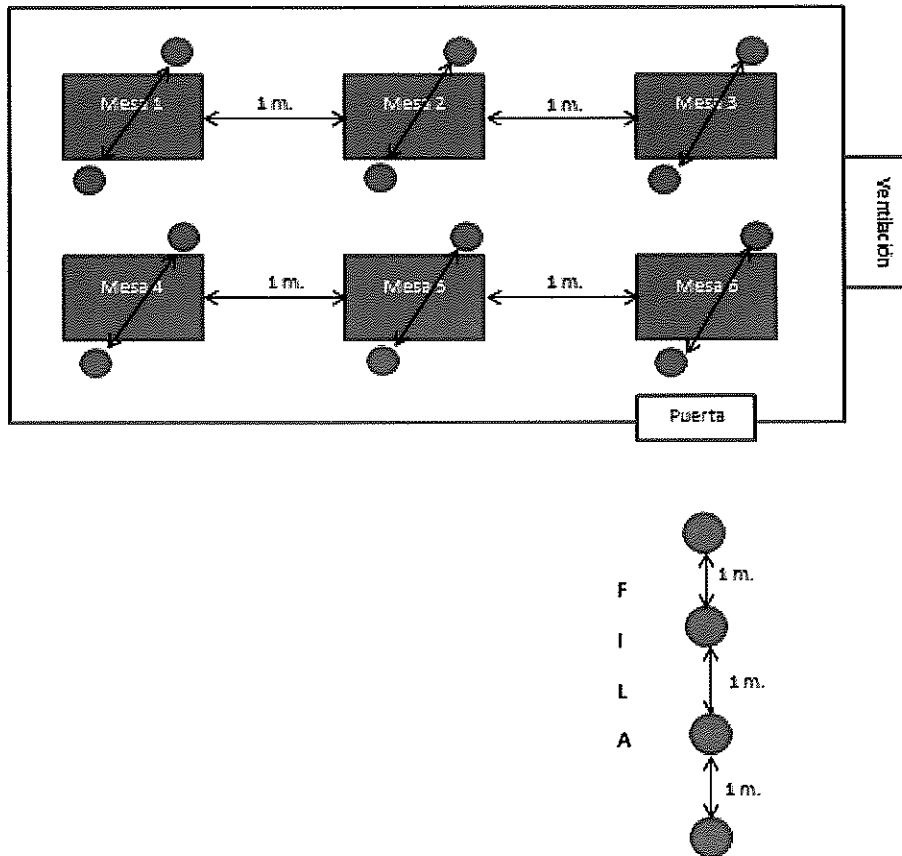 Mesa 1
1 m.
Mesa 2
1 m.
Mesa 3
Ventilación
Mesa 4
1 m.
Mesa 5
1 m.
Mesa 6
Puerta
F
I
L
A
1 m.
1 m.
1 m.